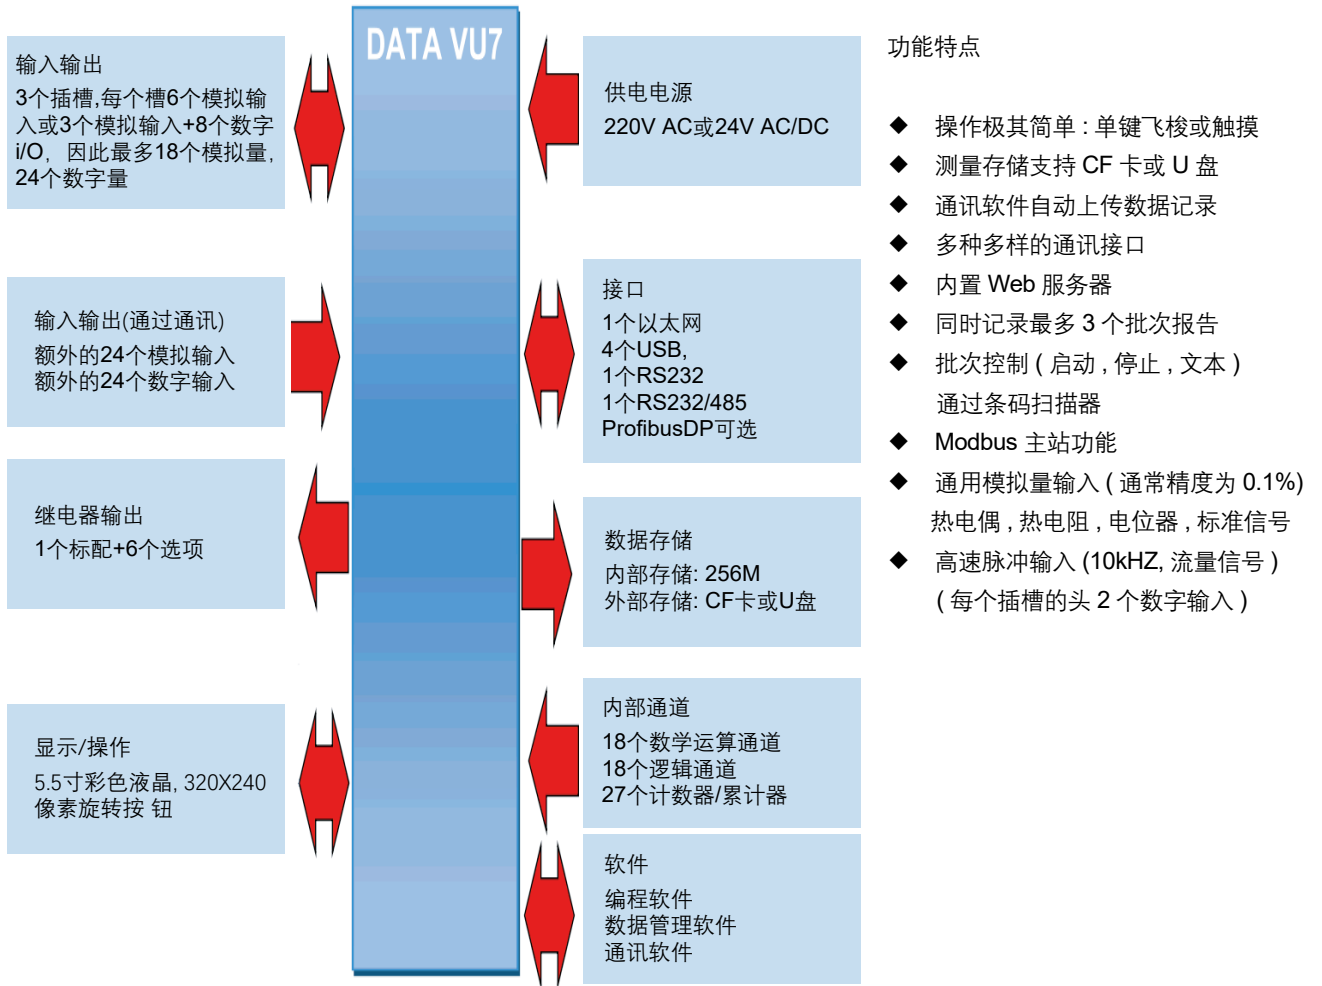 DATA VU7
输入输出
3个插槽,每个槽6个模拟输
入或3个模拟输入+8个数字
i/O, 因此最多18个模拟量,
24个数字量
输入输出(通过通讯)
额外的24个模拟输入
额外的24个数字输入
继电器输出
1个标配+6个选项
显示/操作
5.5寸彩色液晶, 320X240
像素旋转按 钮
供电电源
220V AC或24V AC/DC
接口
1个以太网
4个USB,
1个RS232
1个RS232/485
ProfibusDP可选
数据存储
内部存储: 256M
外部存储: CF卡或U盘
内部通道
18个数学运算通道
18个逻辑通道
27个计数器/累计器
软件
编程软件
数据管理软件
通讯软件
功能特点
◆ 操作极其简单 : 单键飞梭或触摸
◆ 测量存储支持 CF 卡或 U 盘
◆ 通讯软件自动上传数据记录
◆ 多种多样的通讯接口
◆ 内置 Web 服务器
◆ 同时记录最多 3 个批次报告
◆ 批次控制 ( 启动 , 停止 , 文本 )
通过条码扫描器
◆ Modbus 主站功能
◆ 通用模拟量输入 ( 通常精度为 0.1%)
热电偶 , 热电阻 , 电位器 , 标准信号
◆ 高速脉冲输入 (10kHZ, 流量信号 )
( 每个插槽的头 2 个数字输入 )